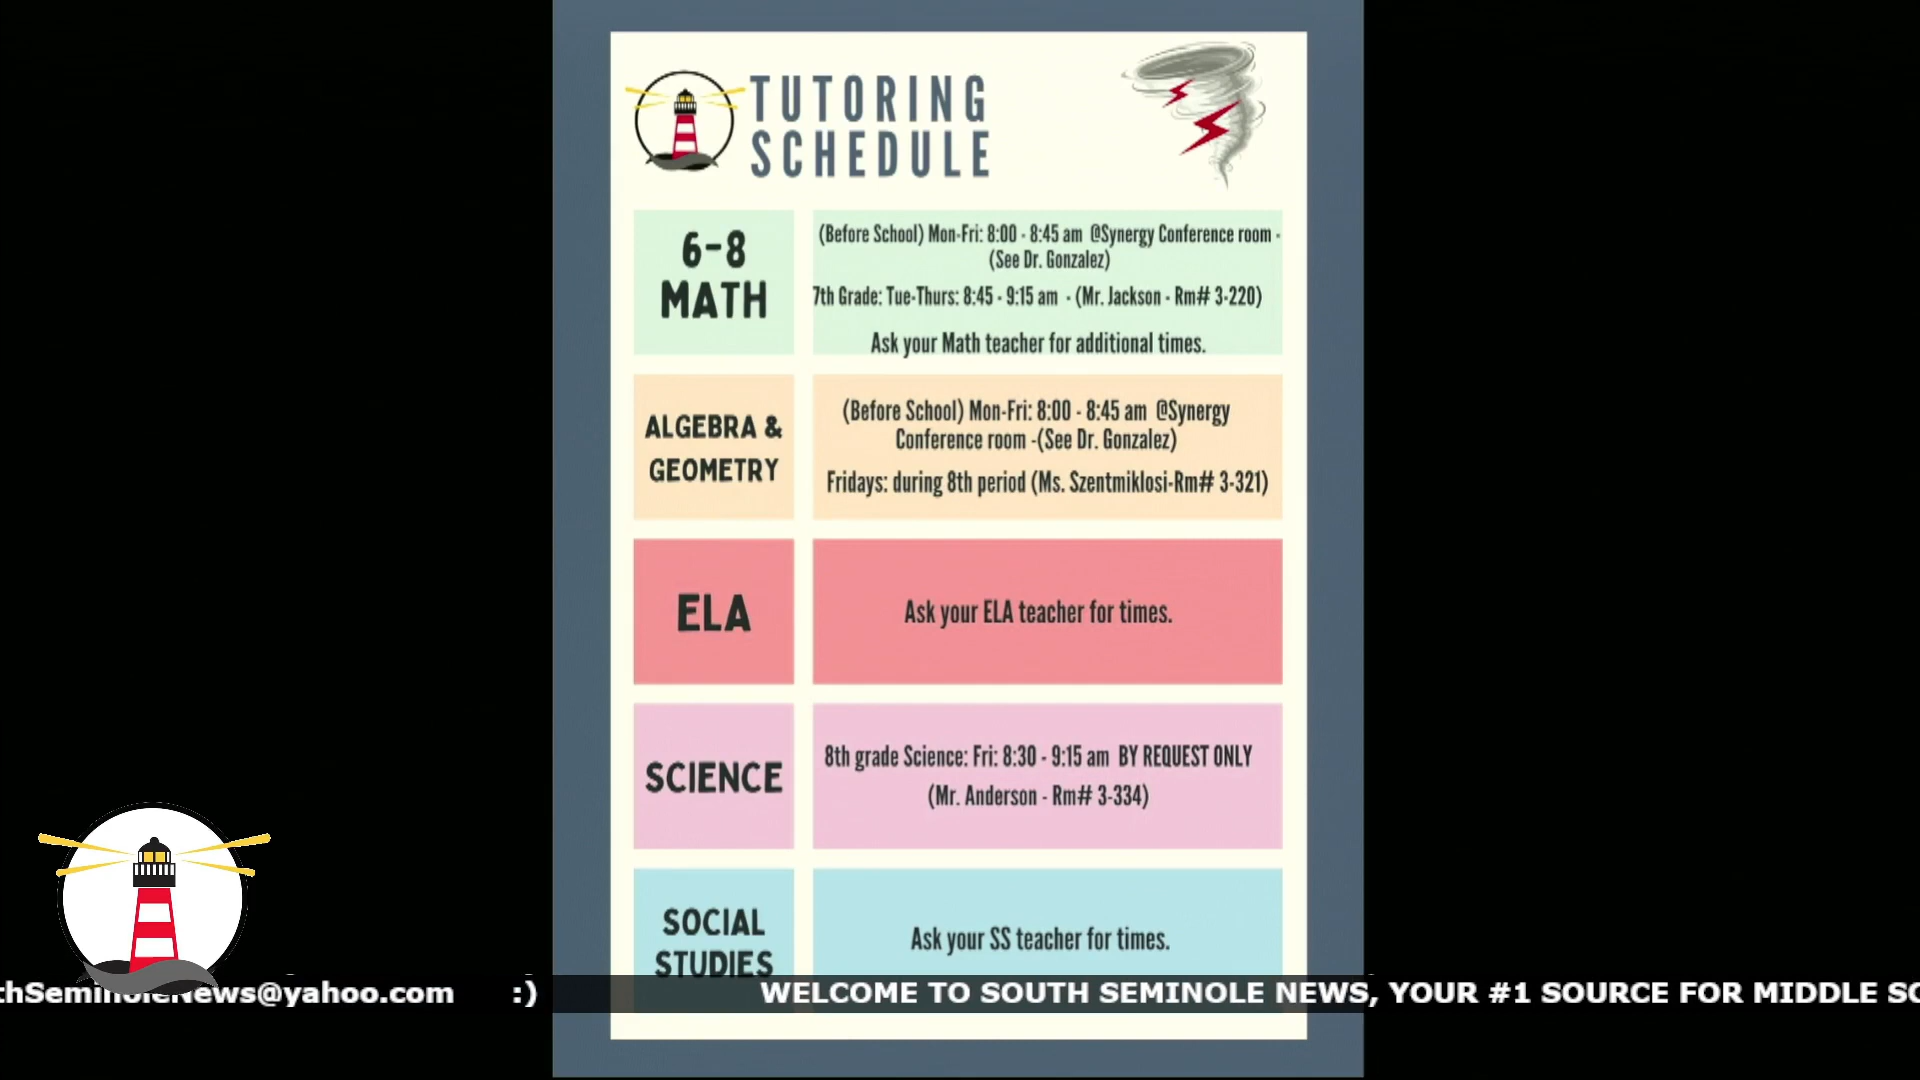 TUTORING
SCHEDULE
6-8
MATH
(Before School) Mon-Fri: 8:00 - 8:45 am @Synergy Conference room -
(See Dr. Gonzalez)
7th Grade: Tue-Thurs: 8:45 - 9:15 am - (Mr. Jackson - Rm# 3-220)
Ask your Math teacher for additional times.
ALGEBRA &
GEOMETRY
(Before School) Mon-Fri: 8:00 - 8:45 am @Synergy
Conference room -(See Dr. Gonzalez)
Fridays: during 8th period (Ms. Szentmiklosi-Rm# 3-321)
ELA
Ask your ELA teacher for times.
SCIENCE
8th grade Science: Fri: 8:30 - 9:15 am BY REQUEST ONLY
(Mr. Anderson - Rm# 3-334)
SOCIAL
STUDIES
Ask your SS teacher for times.
thSeminoleNews@yahoo.com :) WELCOME TO SOUTH SEMINOLE NEWS, YOUR #1 SOURCE FOR MIDDLE SC